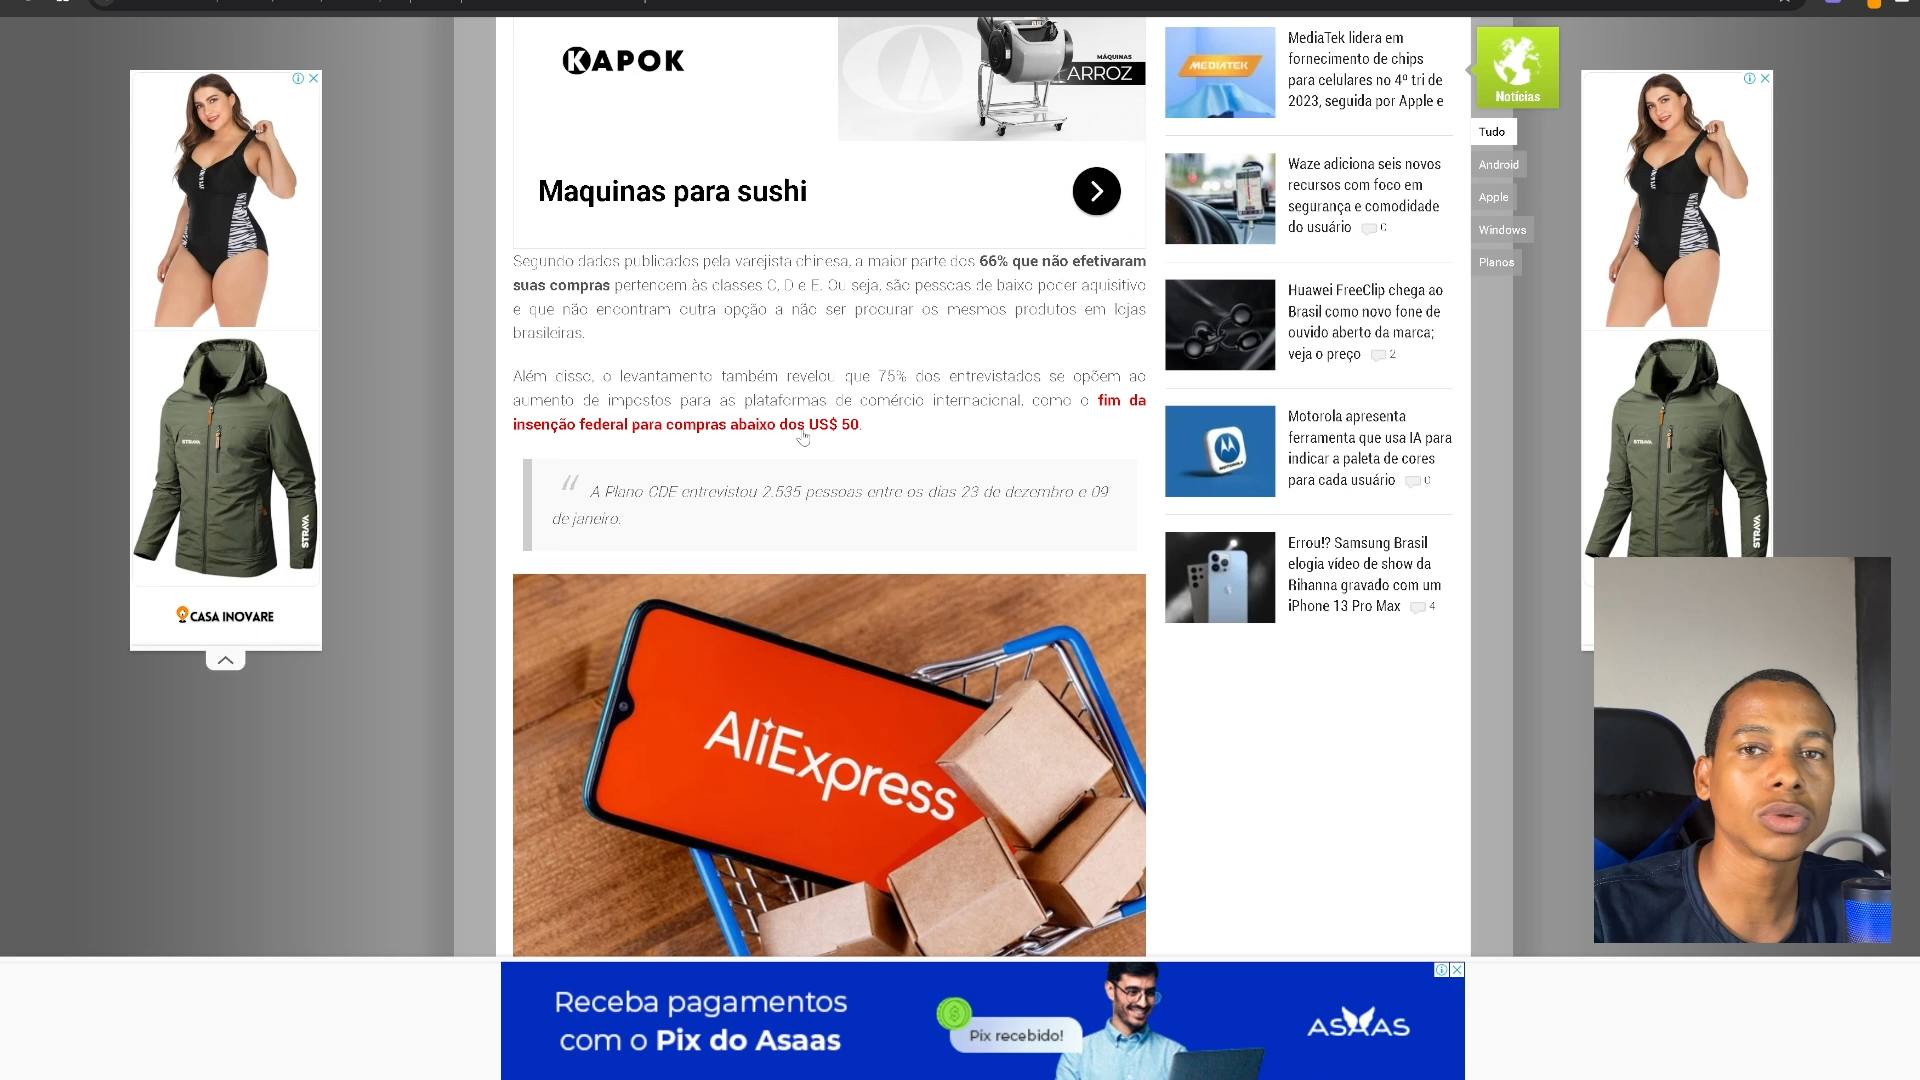 KAPOK
MÁQUINAS
ARROZ
Maquinas para sushi
Segundo dados publicados pela varejista chinesa, a maior parte dos 66% que não efetivaram
suas compras pertencem às classes C, D e E. Ou seja, são pessoas de baixo poder aquisitivo
e que não encontram outra opção a não ser procurar os mesmos produtos em lojas
brasileiras.
Além disso, o levantamento também revelou que 75% dos entrevistados se opõem ao
aumento de impostos para as plataformas de comércio internacional, como o fim da
insenção federal para compras abaixo dos US$ 50.
“ A Plano CDE entrevistou 2.535 pessoas entre os dias 23 de dezembro e 09
de janeiro.
AliExpress
MEDIATEK
MediaTek lidera em
fornecimento de chips
para celulares no 4º tri de
2023, seguida por Apple e
Waze adiciona seis novos
recursos com foco em
segurança e comodidade
do usuário 0
Huawei FreeClip chega ao
Brasil como novo fone de
ouvido aberto da marca;
veja o preço 2
Motorola apresenta
ferramenta que usa IA para
indicar a paleta de cores
para cada usuário 0
Errou!? Samsung Brasil
elogia vídeo de show da
Rihanna gravado com um
iPhone 13 Pro Max 4
Notícias
Tudo
Android
Apple
Windows
Planos
STRAVA
STRAVA
CASA INOVARE
STRAVA
STRAVA
Receba pagamentos
com o Pix do Asaas
Pix recebido!
ASAAS